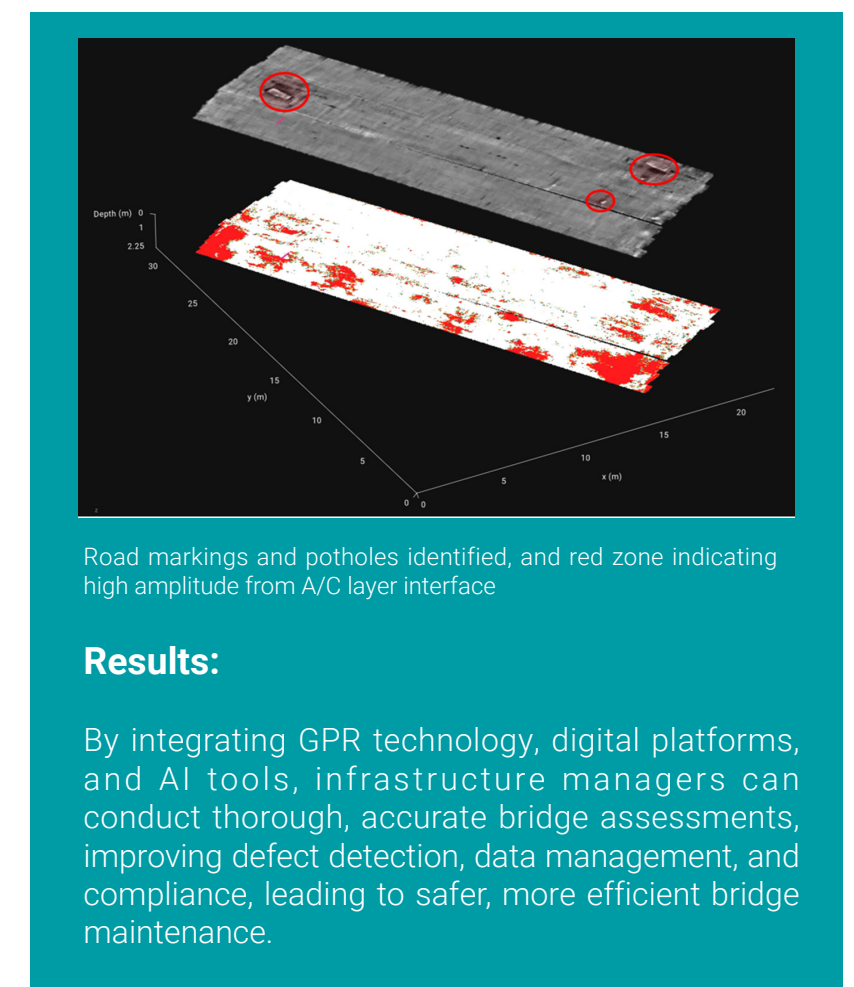 Depth (m) 0
1
2.25
30
25
20
15
y (m)
10
5
0
0
5
10
x (m)
15
20
z
Road markings and potholes identified, and red zone indicating
high amplitude from A/C layer interface
Results:
By integrating GPR technology, digital platforms,
and AI tools, infrastructure managers can
conduct thorough, accurate bridge assessments,
improving defect detection, data management, and
compliance, leading to safer, more efficient bridge
maintenance.